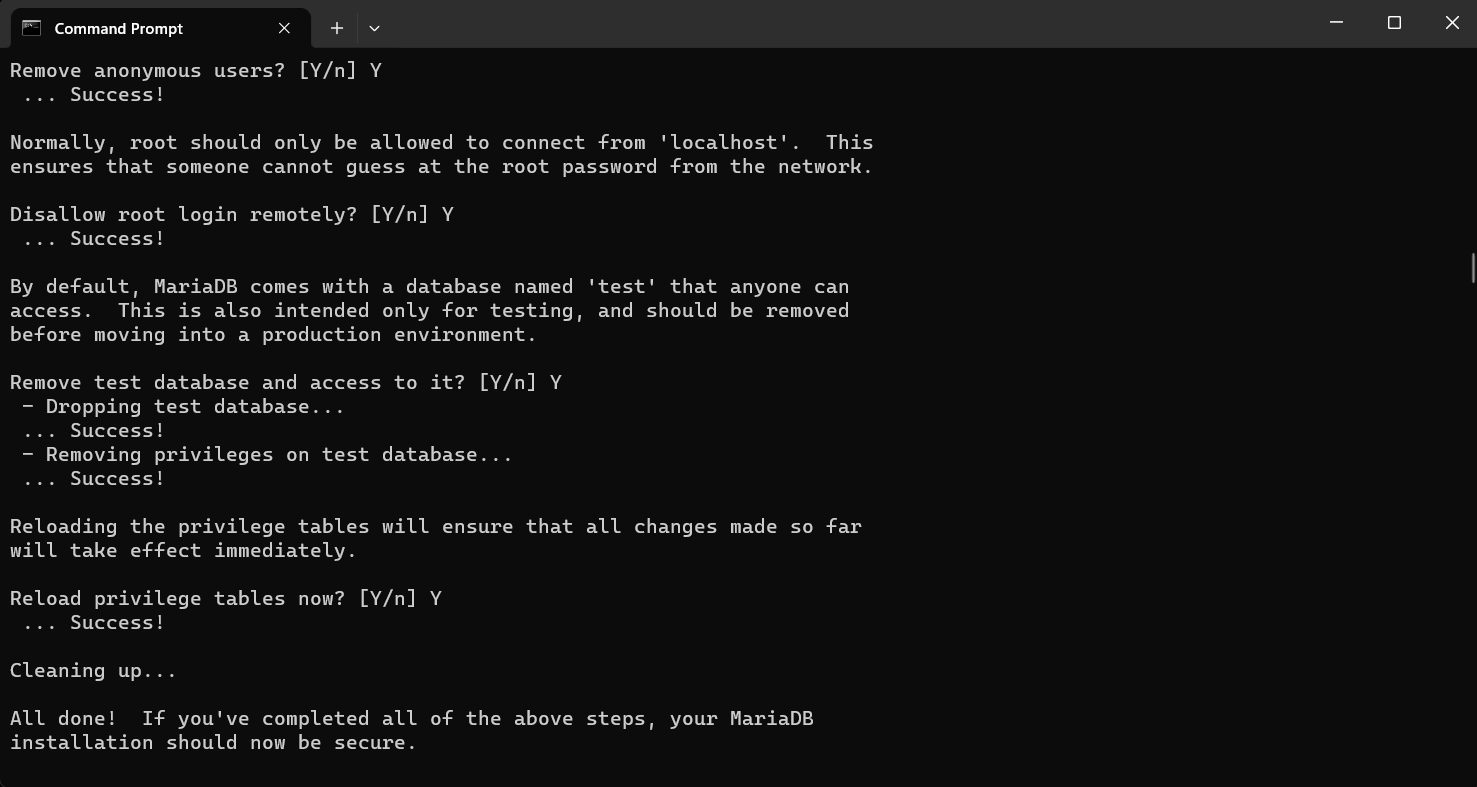 Command Prompt
Remove anonymous users? [Y/n] Y
 ... Success!
Normally, root should only be allowed to connect from 'localhost'.  This
ensures that someone cannot guess at the root password from the network.
Disallow root login remotely? [Y/n] Y
 ... Success!
By default, MariaDB comes with a database named 'test' that anyone can
access.  This is also intended only for testing, and should be removed
before moving into a production environment.
Remove test database and access to it? [Y/n] Y
 - Dropping test database...
 ... Success!
 - Removing privileges on test database...
 ... Success!
Reloading the privilege tables will ensure that all changes made so far
will take effect immediately.
Reload privilege tables now? [Y/n] Y
 ... Success!
Cleaning up...
All done!  If you've completed all of the above steps, your MariaDB
installation should now be secure.